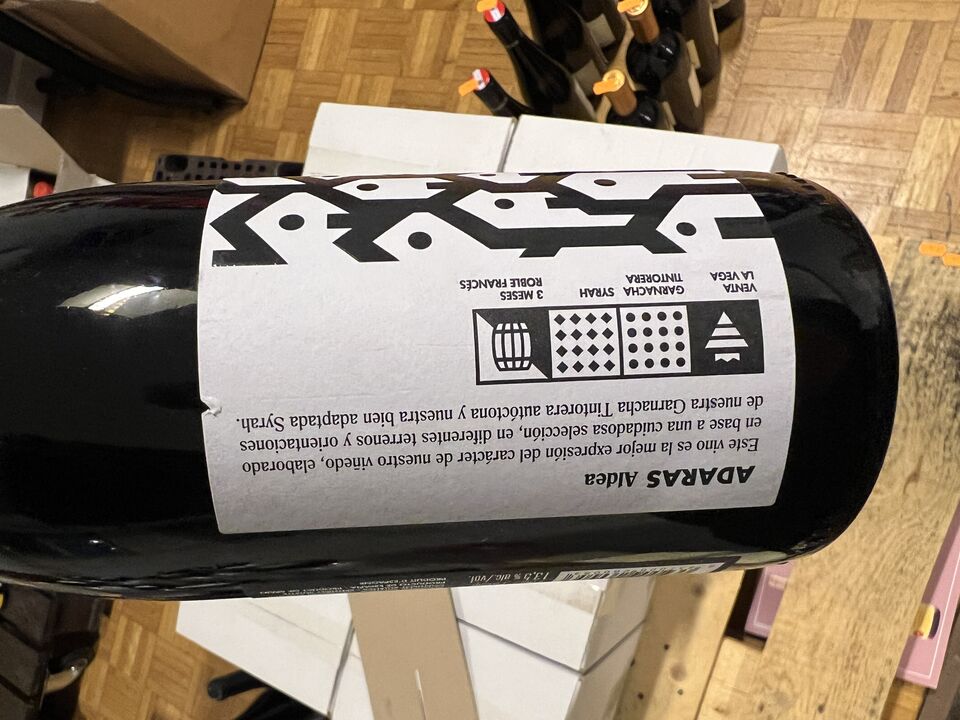 ADARAS Aldea
Este vino es la mejor expresión del carácter de nuestro viñedo, elaborado
en base a una cuidadosa selección, en diferentes terrenos y orientaciones
de nuestra Garnacha Tintorera autóctona y nuestra bien adaptada Syrah.
VENTA
LA VEGA
GARNACHA
TINTORERA
SYRAH
3 MESES
ROBLE FRANCÉS
13,5% alc./vol.
PRODUIT D'ESPAGNE